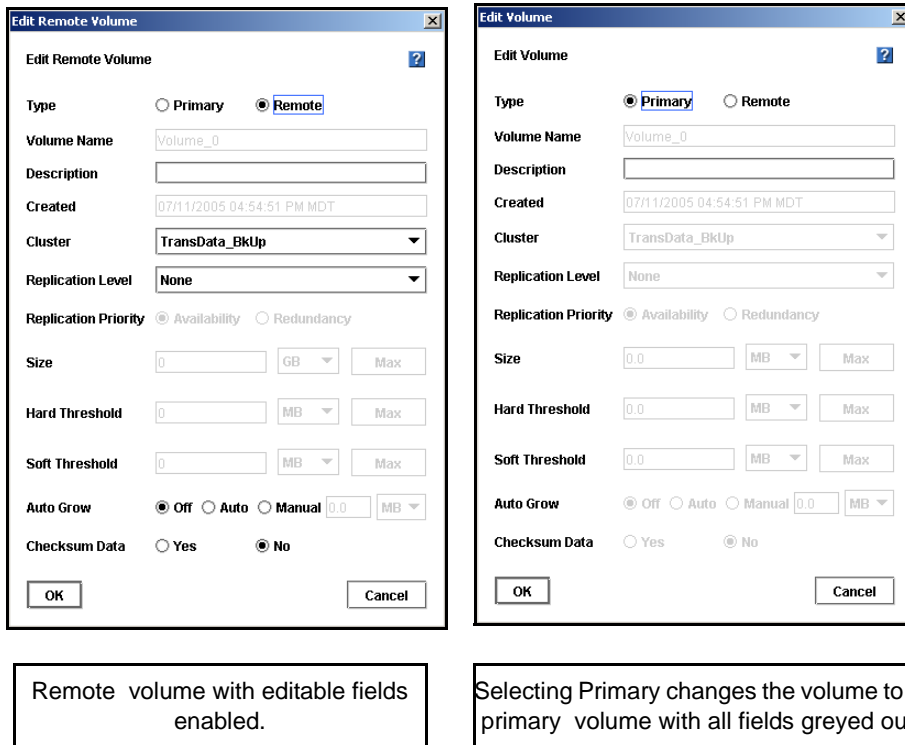 Edit Remote Volume
Edit Remote Volume
Type Primary Remote
Volume Name Volume_0
Description
Created 07/11/2005 04:54:51 PM MDT
Cluster TransData_BkUp
Replication Level None
Replication Priority Availability Redundancy
Size 0 GB Max
Hard Threshold 0 MB Max
Soft Threshold 0 MB Max
Auto Grow Off Auto Manual 0.0 MB
Checksum Data Yes No
OK Cancel
Remote volume with editable fields
enabled.
Edit Volume
Edit Volume
Type Primary Remote
Volume Name Volume_0
Description
Created 07/11/2005 04:54:51 PM MDT
Cluster TransData_BkUp
Replication Level None
Replication Priority Availability Redundancy
Size 0.0 MB Max
Hard Threshold 0.0 MB Max
Soft Threshold 0.0 MB Max
Auto Grow Off Auto Manual 0.0 MB
Checksum Data Yes No
OK Cancel
Selecting Primary changes the volume to
primary volume with all fields greyed ou